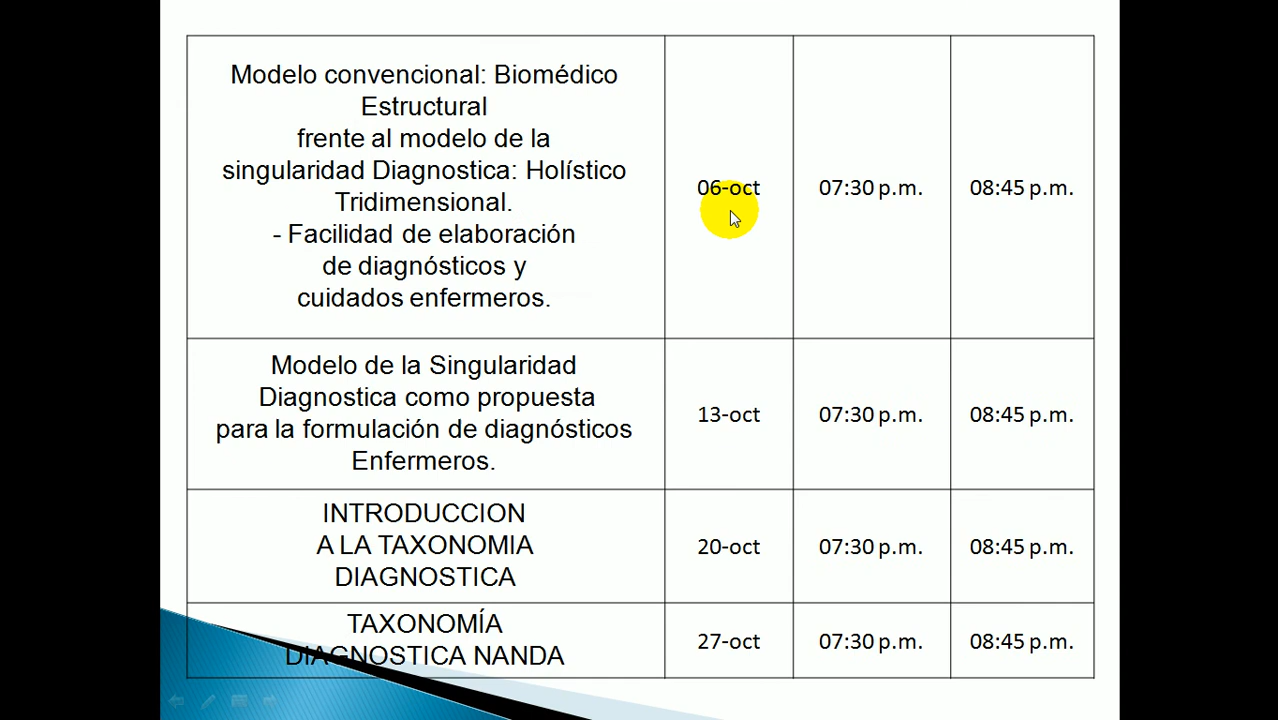 Modelo convencional: Biomédico
Estructural
frente al modelo de la
singularidad Diagnostica: Holístico
Tridimensional.
- Facilidad de elaboración
de diagnósticos y
cuidados enfermeros.
06-oct
07:30 p.m.
08:45 p.m.
Modelo de la Singularidad
Diagnostica como propuesta
para la formulación de diagnósticos
Enfermeros.
13-oct
07:30 p.m.
08:45 p.m.
INTRODUCCION
A LA TAXONOMIA
DIAGNOSTICA
20-oct
07:30 p.m.
08:45 p.m.
TAXONOMÍA
DIAGNOSTICA NANDA
27-oct
07:30 p.m.
08:45 p.m.